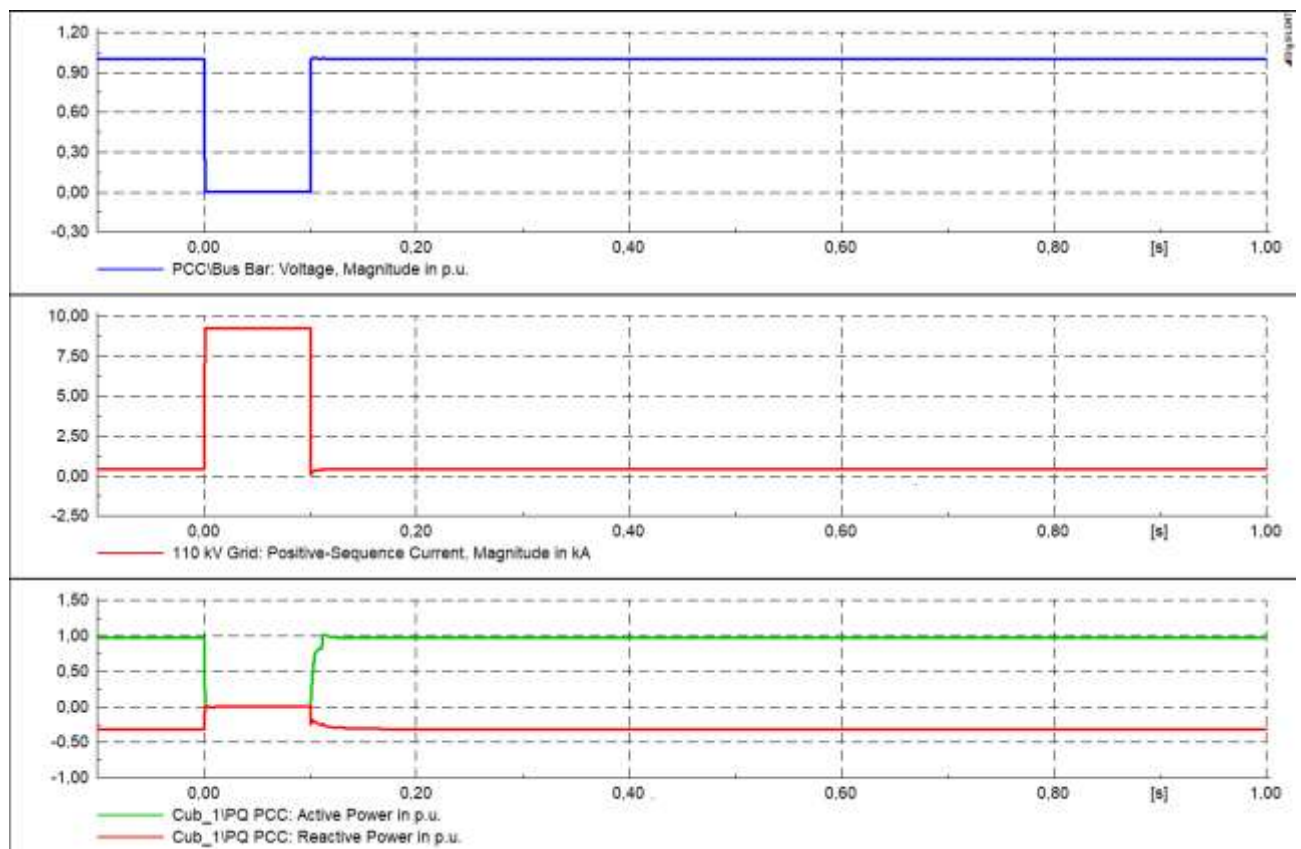 1,20
0,90
0,60
0,30
0,00
-0,30
0,00 0,20 0,40 0,60 0,80 [s] 1,00
PCC\Bus Bar: Voltage, Magnitude in p.u.
DIgSILENT
10,00
7,50
5,00
2,50
0,00
-2,50
0,00 0,20 0,40 0,60 0,80 [s] 1,00
110 kV Grid: Positive-Sequence Current, Magnitude in kA
1,50
1,00
0,50
0,00
-0,50
-1,00
0,00 0,20 0,40 0,60 0,80 [s] 1,00
Cub_1\PQ PCC: Active Power in p.u.
Cub_1\PQ PCC: Reactive Power in p.u.